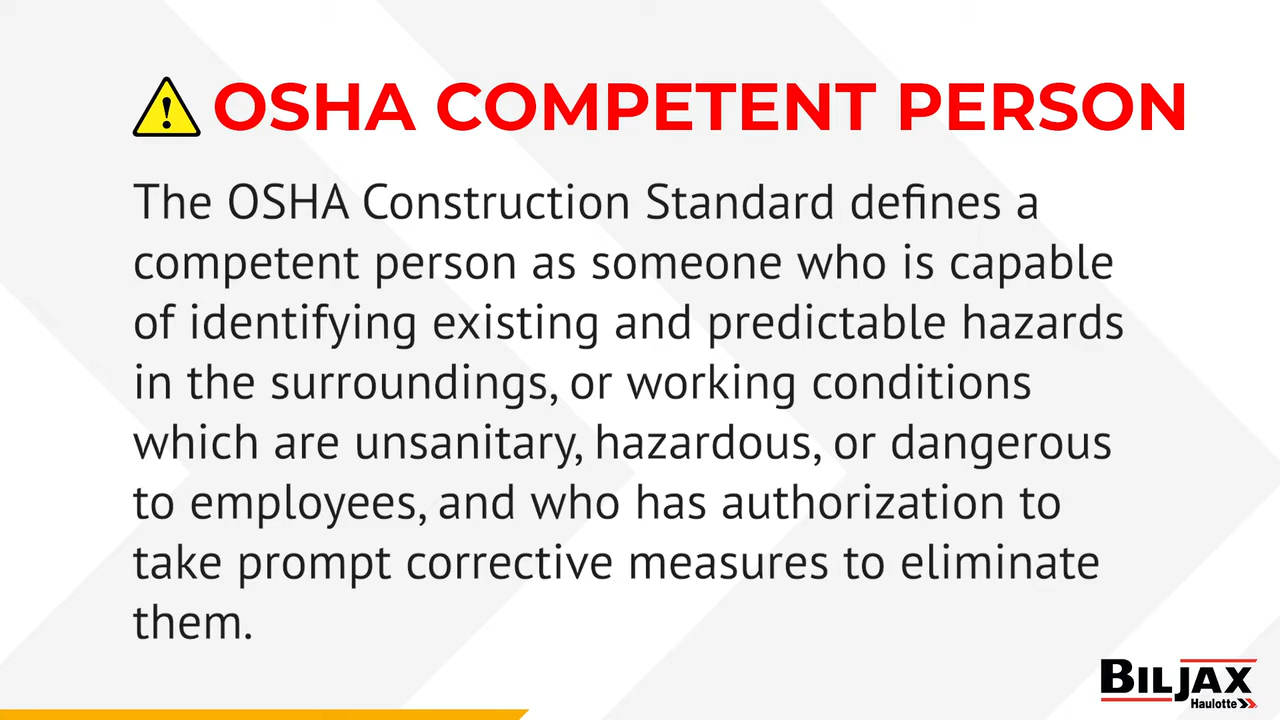 OSHA COMPETENT PERSON
The OSHA Construction Standard defines a
competent person as someone who is capable
of identifying existing and predictable hazards
in the surroundings, or working conditions
which are unsanitary, hazardous, or dangerous
to employees, and who has authorization to
take prompt corrective measures to eliminate
them.
BILJAX
Haulotte